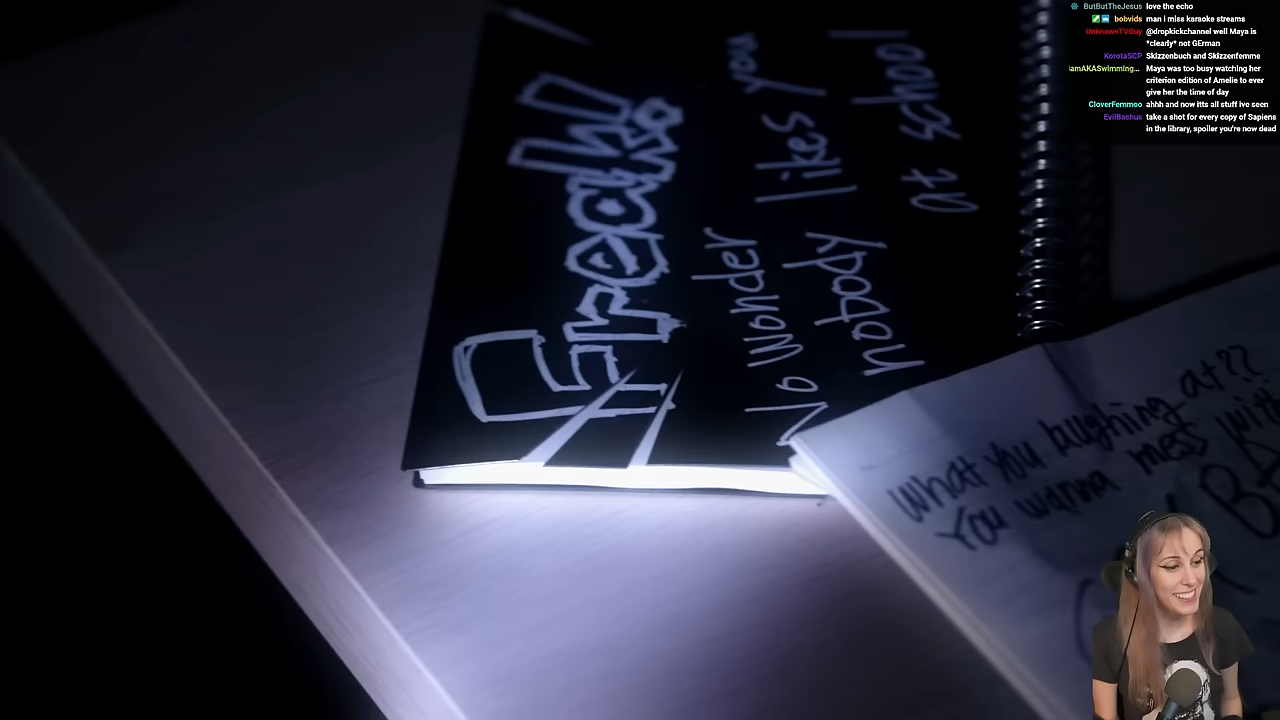 Freak!
No wonder
nobody likes you
at school
What you laughing at??
You wanna mess with
ButButTheJesus love the echo
bobvids man i miss karaoke streams
UnknawnTVGuy @dropkickchannel well Maya is
*clearly* not GErman
KorotaSCP Skizzenbuch and Skizzenfemme
IamAKASwimming... Maya was too busy watching her
criterion edition of Amelie to ever
give her the time of day
CloverFemmoo ahhh and now itts all stuff ive seen
EvilBachus take a shot for every copy of Sapiens
in the library, spoiler you're now dead